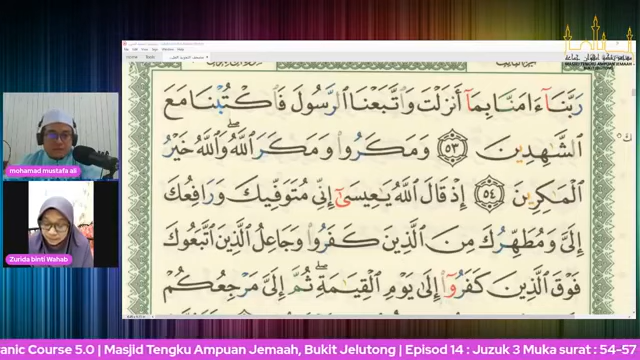 رَبَّنَآ ءَامَنَّا بِمَآ أَنزَلْتَ وَٱتَّبَعْنَا ٱلرَّسُولَ فَٱكْتُبْنَا مَعَ
ٱلشَّٰهِدِينَ ٥٣ وَمَكَرُوا۟ وَمَكَرَ ٱللَّهُ ۖ وَٱللَّهُ خَيْرُ
ٱلْمَٰكِرِينَ ٥٤ إِذْ قَالَ ٱللَّهُ يَٰعِيسَىٰٓ إِنِّى مُتَوَفِّيكَ وَرَافِعُكَ
إِلَىَّ وَمُطَهِّرُكَ مِنَ ٱلَّذِينَ كَفَرُوا۟ وَجَاعِلُ ٱلَّذِينَ ٱتَّبَعُوكَ
فَوْقَ ٱلَّذِينَ كَفَرُوٓا۟ إِلَىٰ يَوْمِ ٱلْقِيَٰمَةِ ۖ ثُمَّ إِلَىَّ مَرْجِعُكُمْ
mohamad mustafa ali
Zurida binti Wahab
anic Course 5.0 | Masjid Tengku Ampuan Jemaah, Bukit Jelutong | Episod 14 : Juzuk 3 Muka surat : 54-57